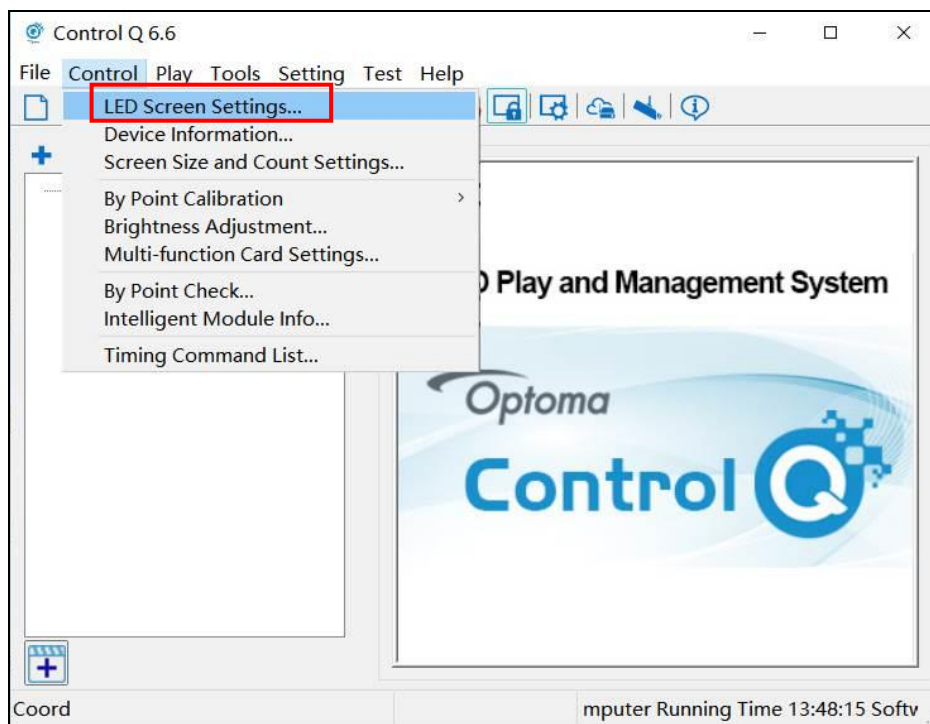 Control Q 6.6
File Control Play Tools Setting Test Help
LED Screen Settings...
Device Information...
Screen Size and Count Settings...
By Point Calibration
Brightness Adjustment...
Multi-function Card Settings...
By Point Check...
Intelligent Module Info...
Timing Command List...
Play and Management System
Optoma
Control Q
Coord
mputer Running Time 13:48:15 Softw